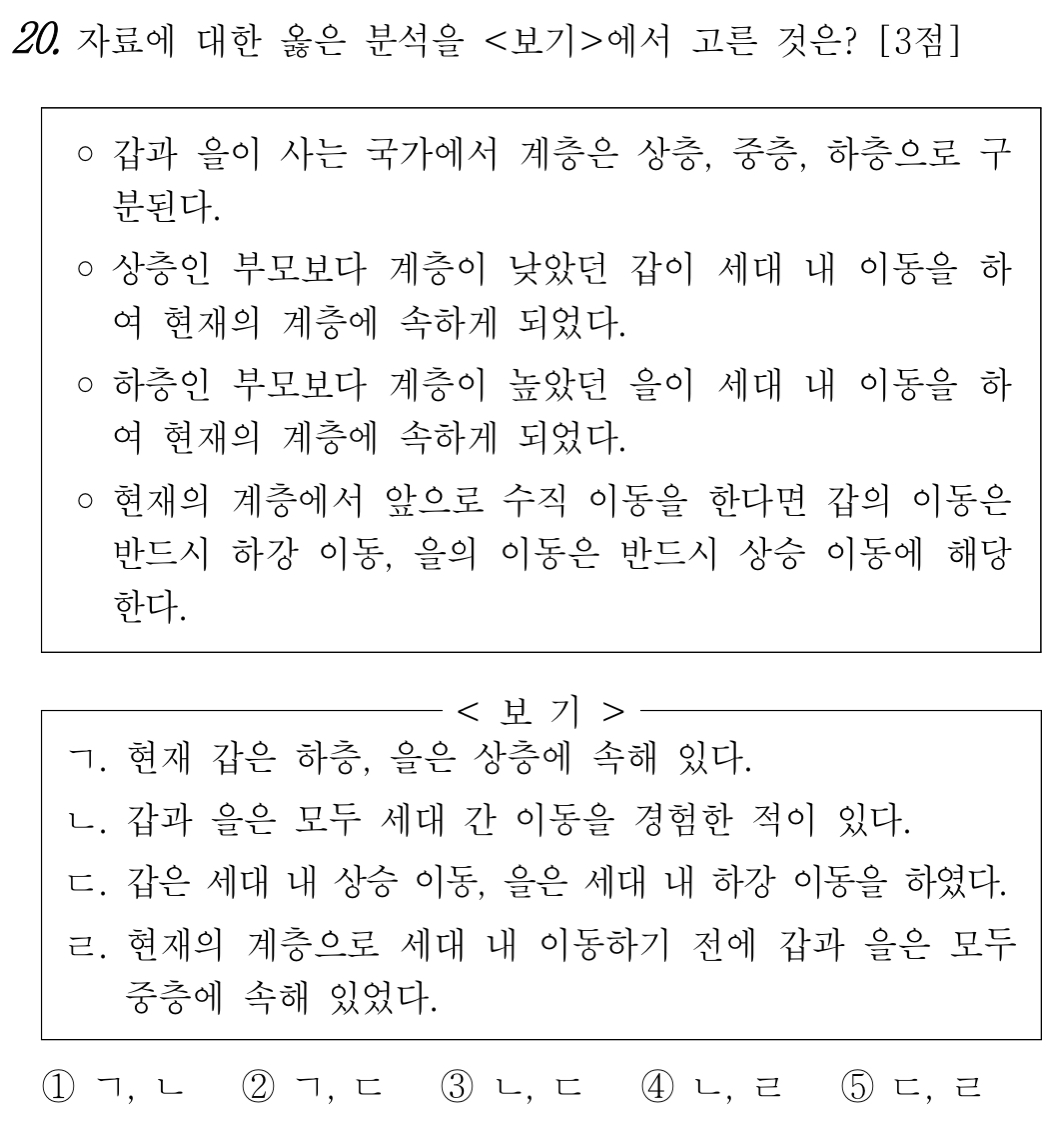 20. 자료에 대한 옳은 분석을 <보기>에서 고른 것은? [3점]
○ 갑과 을이 사는 국가에서 계층은 상층, 중층, 하층으로 구
분된다.
○ 상층인 부모보다 계층이 낮았던 갑이 세대 내 이동을 하
여 현재의 계층에 속하게 되었다.
○ 하층인 부모보다 계층이 높았던 을이 세대 내 이동을 하
여 현재의 계층에 속하게 되었다.
○ 현재의 계층에서 앞으로 수직 이동을 한다면 갑의 이동은
반드시 하강 이동, 을의 이동은 반드시 상승 이동에 해당
한다.
< 보 기 >
ㄱ. 현재 갑은 하층, 을은 상층에 속해 있다.
ㄴ. 갑과 을은 모두 세대 간 이동을 경험한 적이 있다.
ㄷ. 갑은 세대 내 상승 이동, 을은 세대 내 하강 이동을 하였다.
ㄹ. 현재의 계층으로 세대 내 이동하기 전에 갑과 을은 모두
중층에 속해 있었다.
① ㄱ, ㄴ ② ㄱ, ㄷ ③ ㄴ, ㄷ ④ ㄴ, ㄹ ⑤ ㄷ, ㄹ